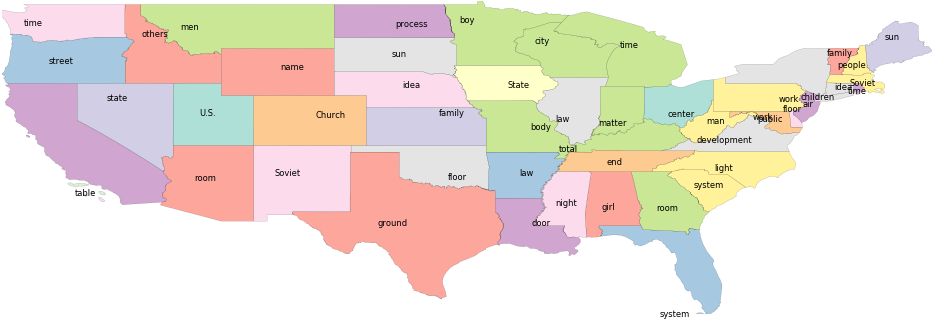 time
others
men
process
boy
city
time
sun
family
people
street
sun
name
idea
State
Soviet
idea
time
state
U.S.
Church
family
body
law
matter
center
work
children
air
floor
man
work
public
total
development
room
Soviet
floor
law
end
light
system
table
ground
door
night
girl
room
system